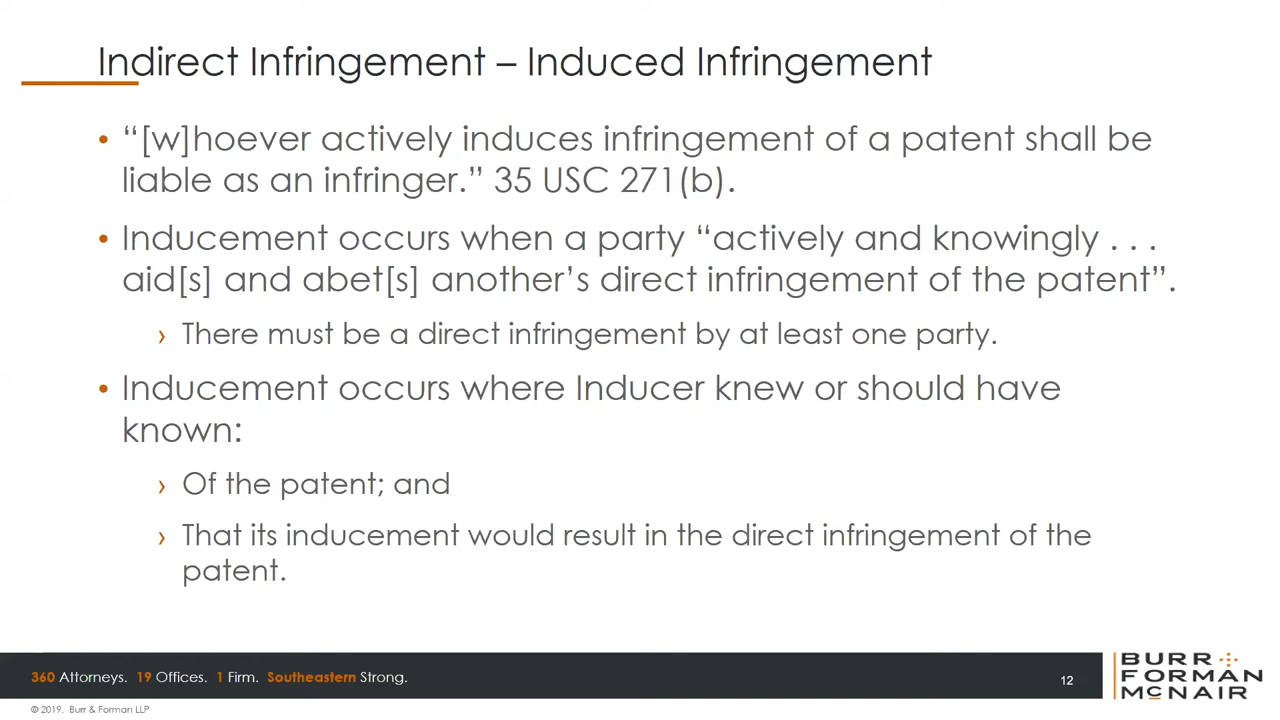 Indirect Infringement – Induced Infringement
• “[w]hoever actively induces infringement of a patent shall be
liable as an infringer.” 35 USC 271(b).
• Inducement occurs when a party “actively and knowingly . . .
aid[s] and abet[s] another’s direct infringement of the patent”.
› There must be a direct infringement by at least one party.
• Inducement occurs where Inducer knew or should have
known:
› Of the patent; and
› That its inducement would result in the direct infringement of the
patent.
360 Attorneys. 19 Offices. 1 Firm. Southeastern Strong.
12
BURR
FORMAN
MCNAIR
© 2019. Burr & Forman LLP